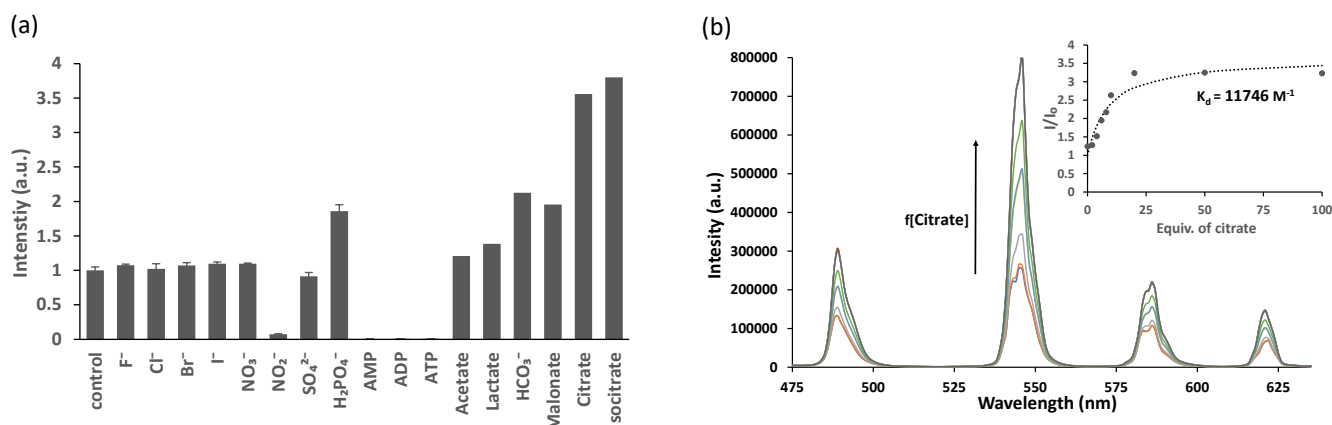 (a)
Intenstiy (a.u.)
4
3.5
3
2.5
2
1.5
1
0.5
0
control
F⁻
Cl⁻
Br⁻
I⁻
NO₃⁻
NO₂⁻
SO₄²⁻
H₂PO₄⁻
AMP
ADP
ATP
Acetate
Lactate
HCO₃⁻
Malonate
Citrate
socitrate
(b)
Intesity (a.u.)
800000
700000
600000
500000
400000
300000
200000
100000
0
475 500 525 550 575 600 625
Wavelength (nm)
f[Citrate]
I/I₀
4
3.5
3
2.5
2
1.5
1
0.5
0
K_d = 11746 M⁻¹
0 25 50 75 100
Equiv. of citrate